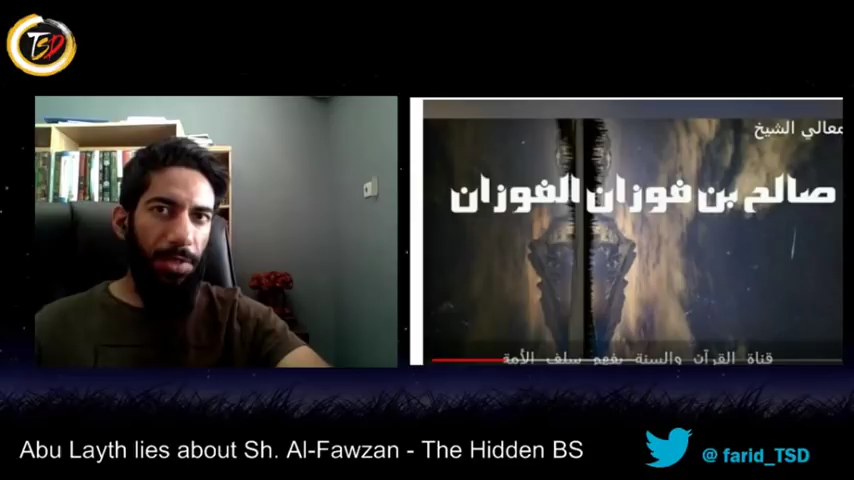 TSD
معالي الشيخ
صالح بن فوزان الفوزان
قناة القرآن والسنة بفهم سلف الأمة
Abu Layth lies about Sh. Al-Fawzan - The Hidden BS
@ farid_TSD